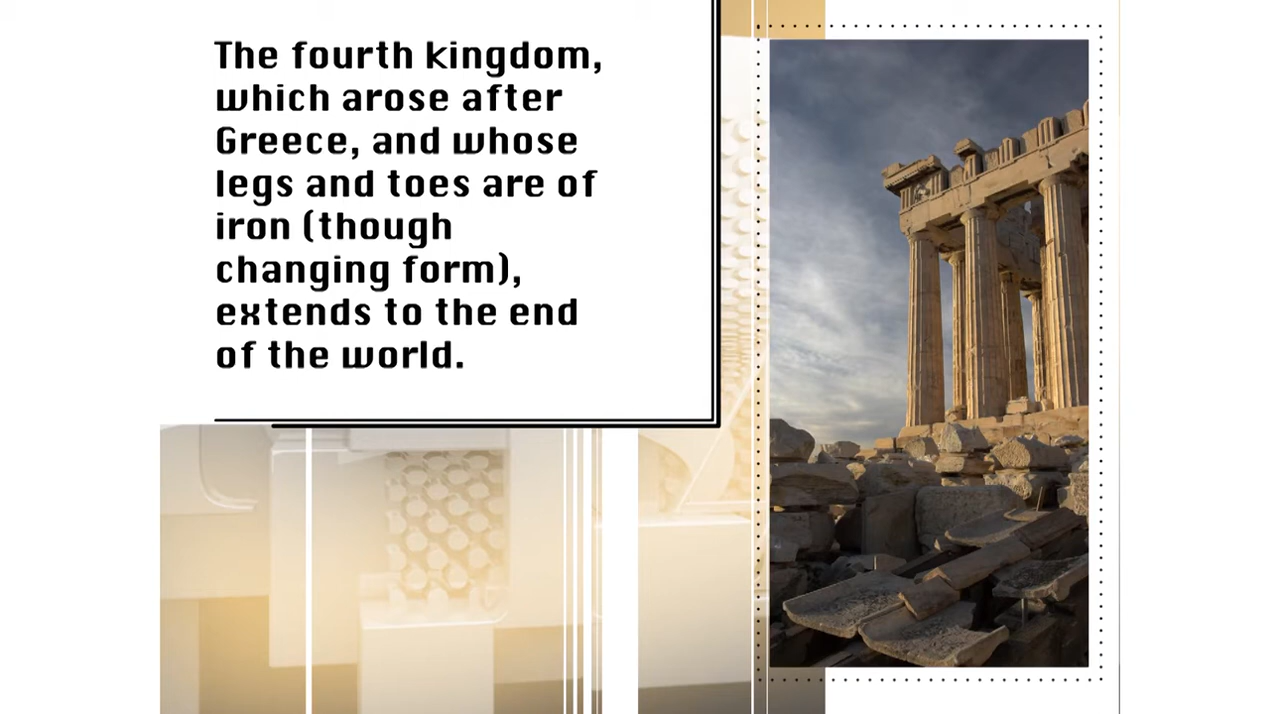 The fourth kingdom,
which arose after
Greece, and whose
legs and toes are of
iron (though
changing form),
extends to the end
of the world.